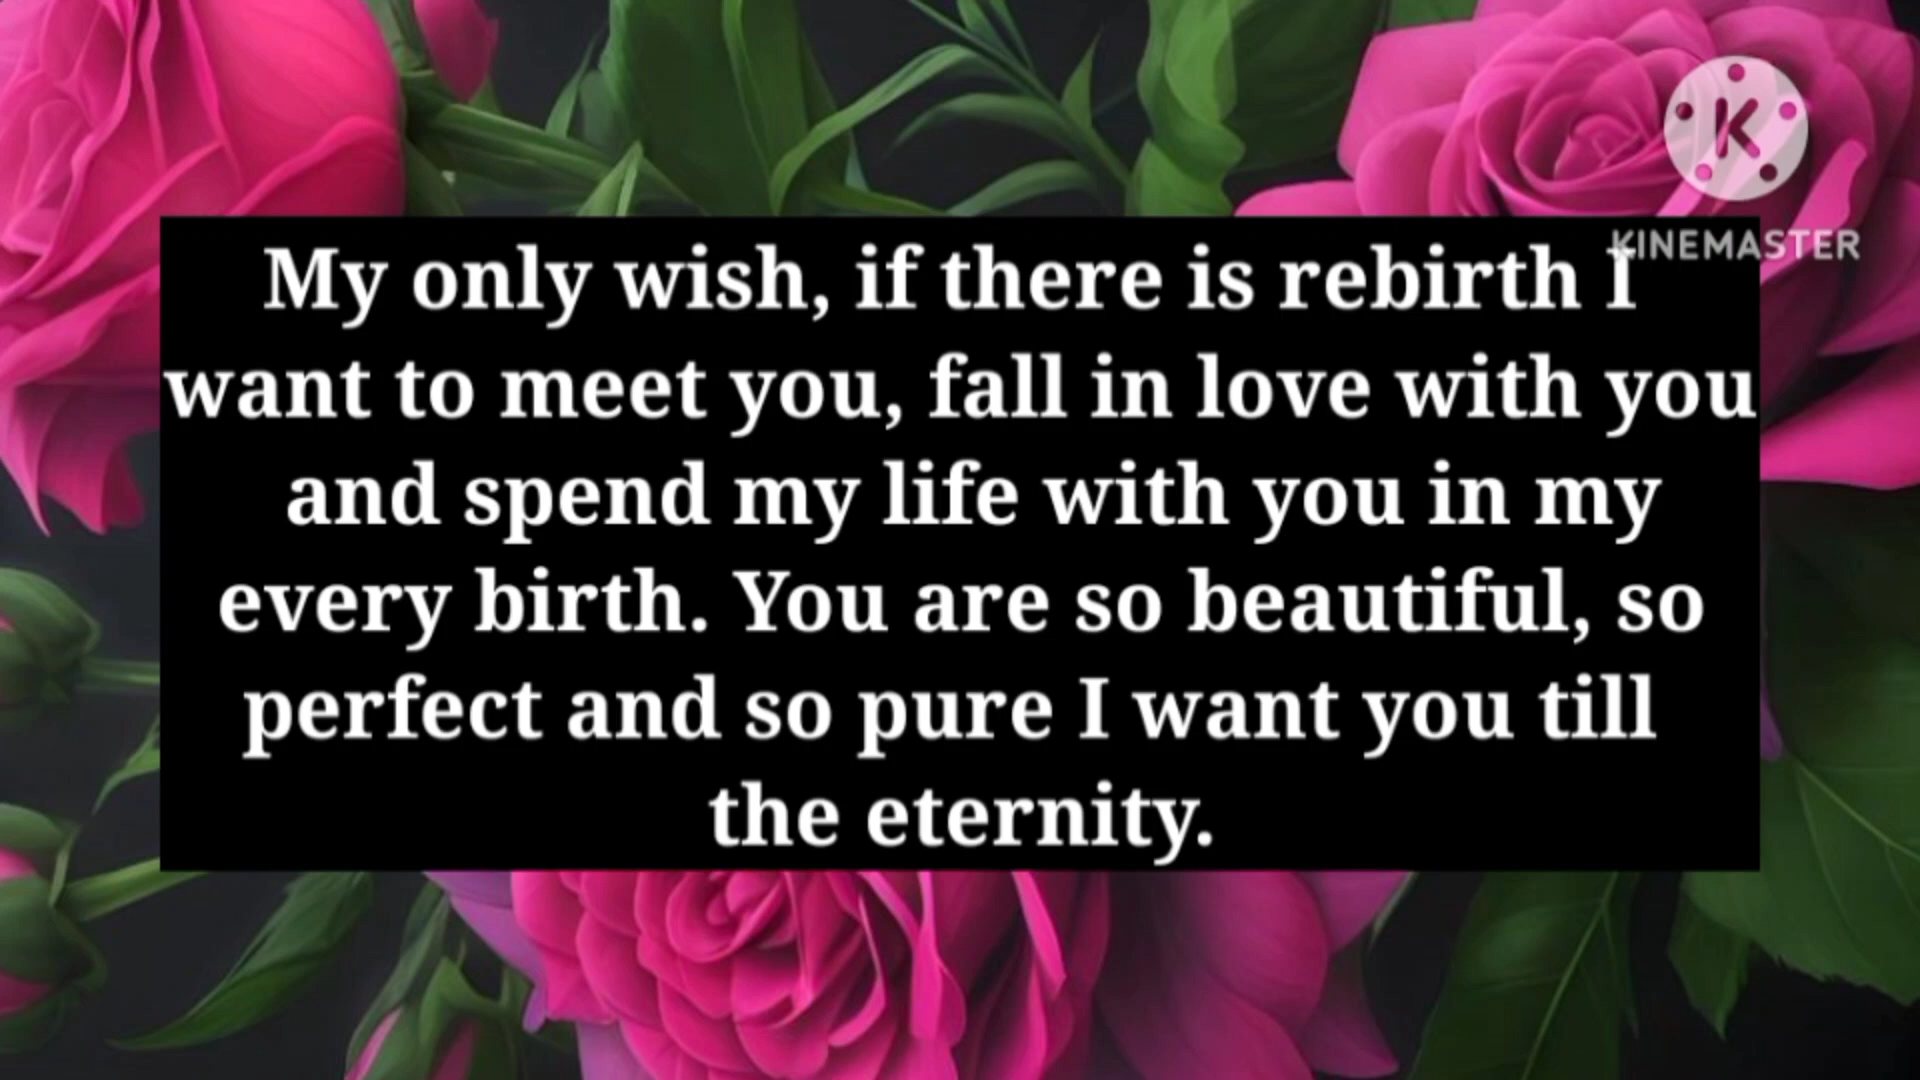 K
KINEMASTER
My only wish, if there is rebirth I
want to meet you, fall in love with you
and spend my life with you in my
every birth. You are so beautiful, so
perfect and so pure I want you till
the eternity.